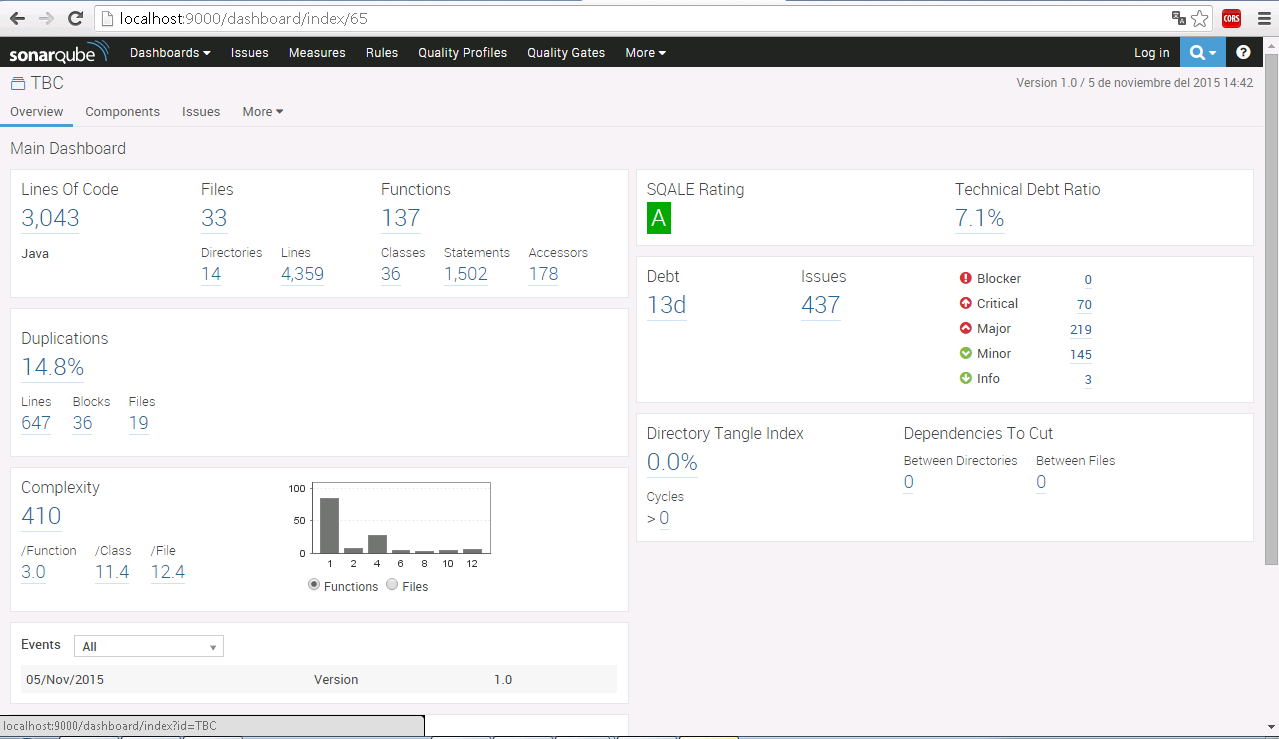 localhost:9000/dashboard/index/65
CORS
sonarqube Dashboards Issues Measures Rules Quality Profiles Quality Gates More Log in ?
TBC
Version 1.0 / 5 de noviembre del 2015 14:42
Overview Components Issues More
Main Dashboard
Lines Of Code Files Functions
3,043 33 137
Java
Directories Lines Classes Statements Accessors
14 4,359 36 1,502 178
Duplications
14.8%
Lines Blocks Files
647 36 19
Complexity
410
/Function /Class /File
3.0 11.4 12.4
100
50
0
1 2 4 6 8 10 12
Functions Files
Events All
05/Nov/2015 Version 1.0
SQALE Rating Technical Debt Ratio
A 7.1%
Debt Issues
13d 437
Blocker 0
Critical 70
Major 219
Minor 145
Info 3
Directory Tangle Index
0.0%
Cycles
> 0
Dependencies To Cut
Between Directories Between Files
0 0
localhost:9000/dashboard/index?id=TBC